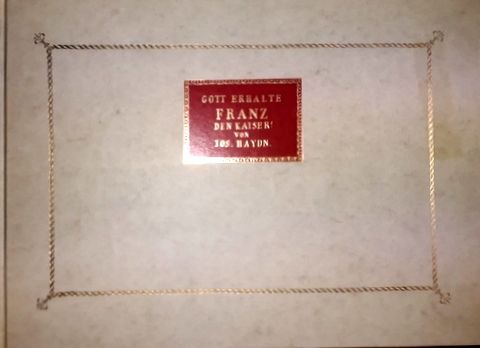 GOTT ERHALTE
FRANZ
DEN KAISER!
VON
JOS. HAYDN.